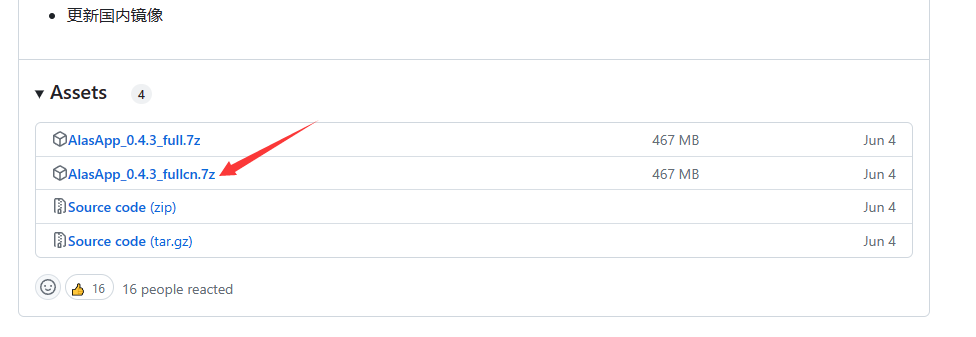 更新国内镜像
Assets 4
AlasApp_0.4.3_full.7z 467 MB Jun 4
AlasApp_0.4.3_fullcn.7z 467 MB Jun 4
Source code (zip) Jun 4
Source code (tar.gz) Jun 4
16 16 people reacted